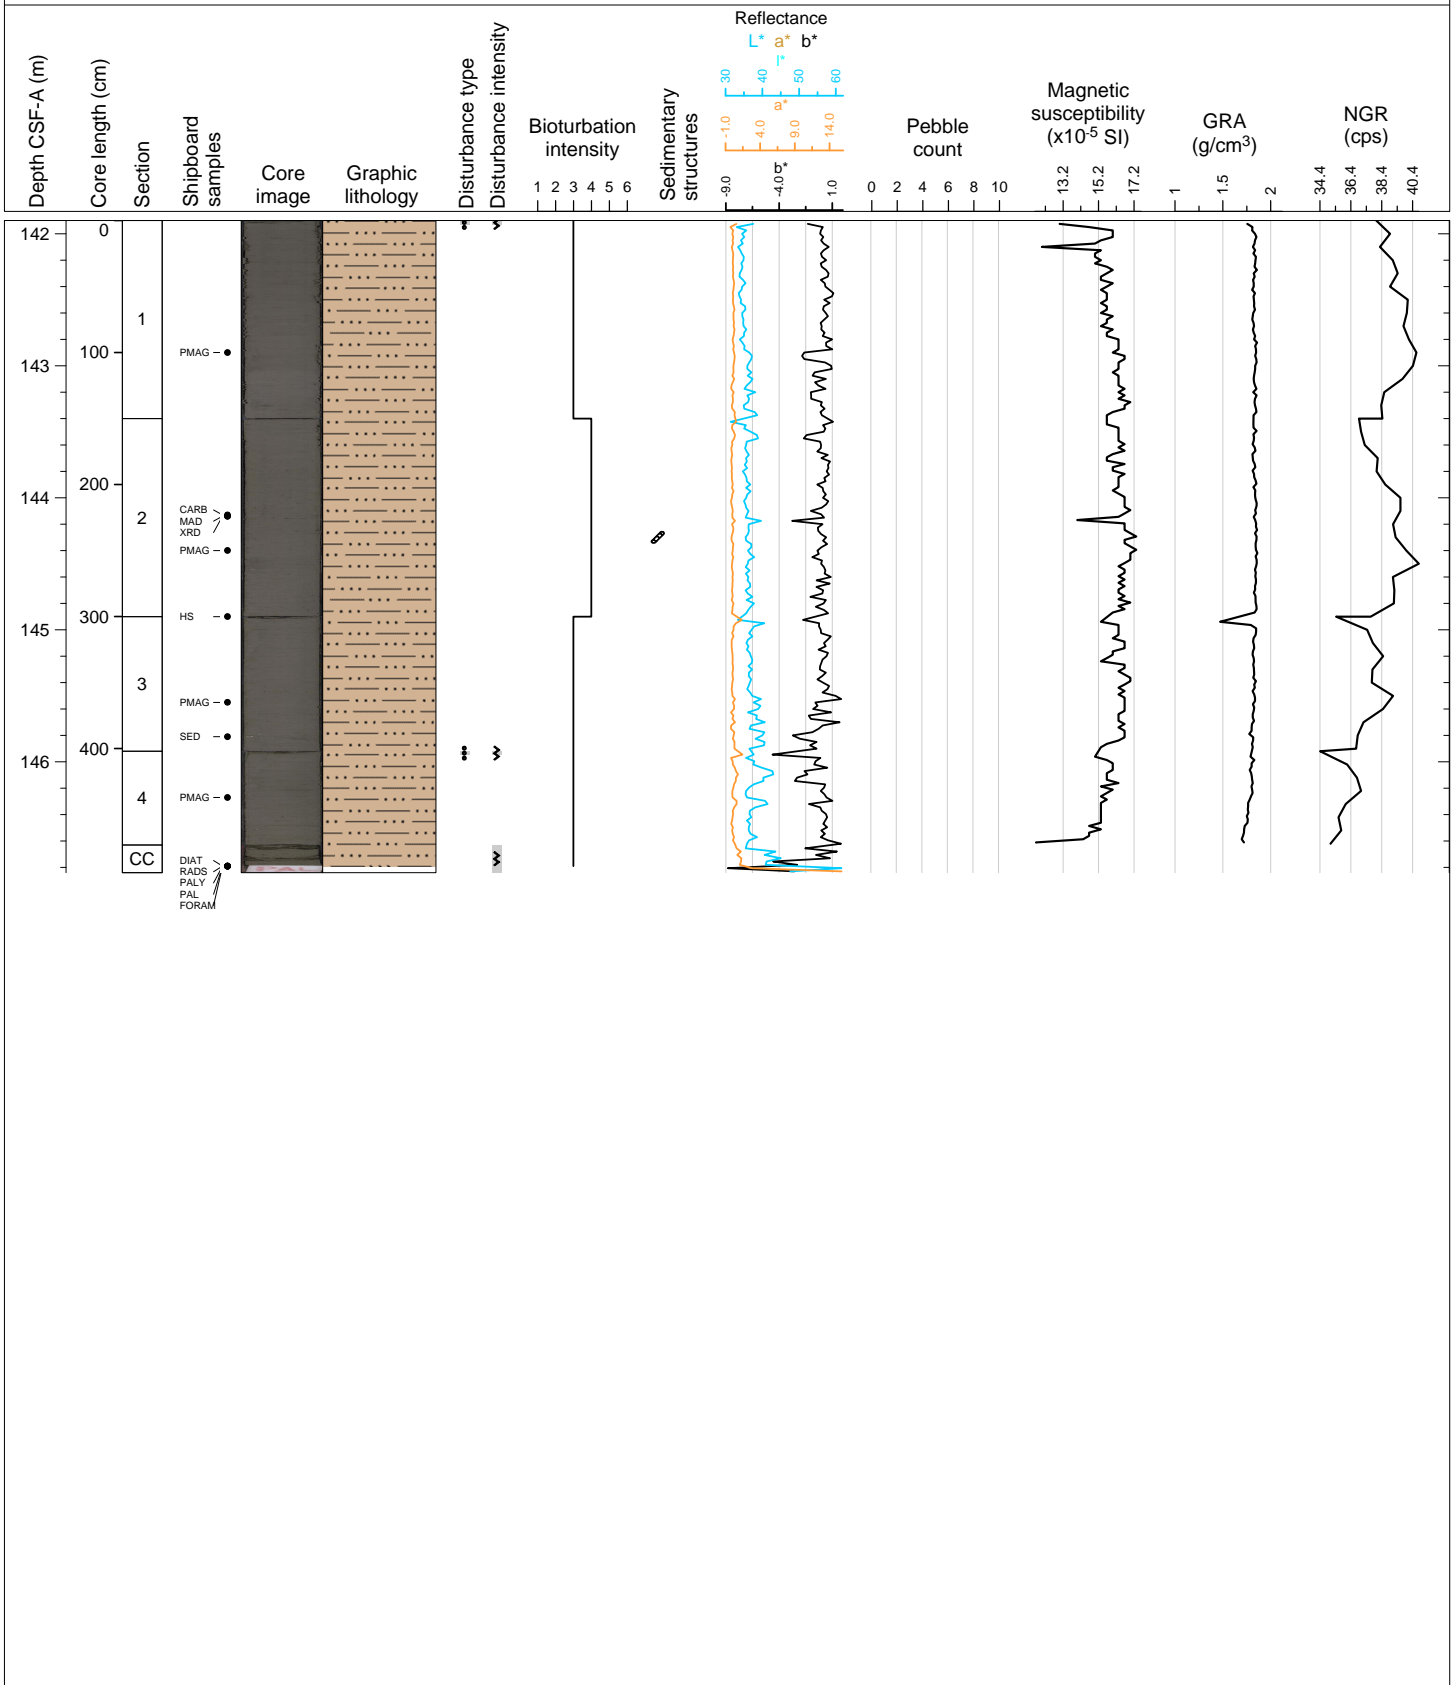 Depth CSF-A (m)
Core length (cm)
Section
Shipboard
samples
Core
image
Graphic
lithology
Disturbance type
Disturbance intensity
Bioturbation
intensity
1 2 3 4 5 6
Sedimentary
structures
Reflectance
L* a* b*
l*
30 40 50 60
a*
-1.0 4.0 9.0 14.0
b*
-9.0 -4.0 1.0
Pebble
count
0 2 4 6 8 10
Magnetic
susceptibility
(x10-5 SI)
13.2 15.2 17.2
GRA
(g/cm3)
1 1.5 2
NGR
(cps)
34.4 36.4 38.4 40.4
142
143
144
145
146
0
100
200
300
400
1
2
3
4
CC
PMAG
CARB
MAD
XRD
PMAG
HS
PMAG
SED
PMAG
DIAT
RADS
PALY
PAL
FORAM